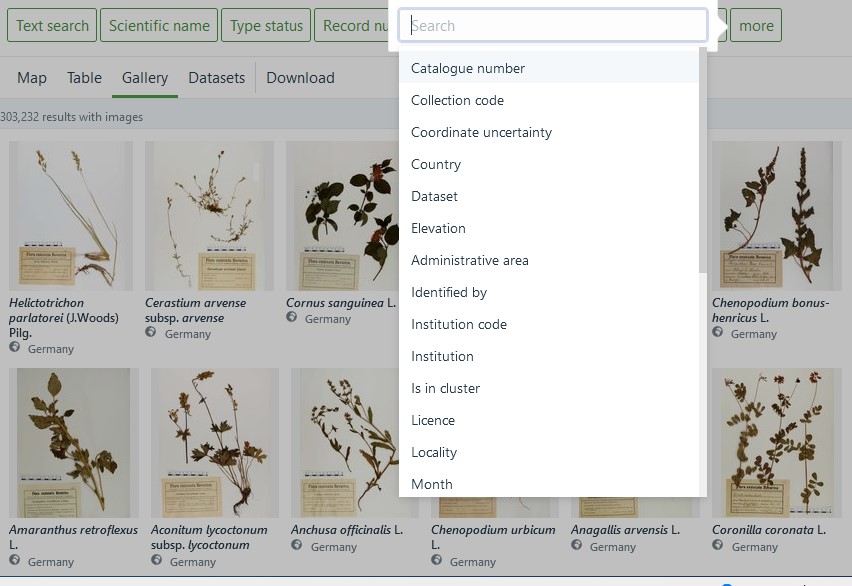 Text search
Scientific name
Type status
Record nu
Search
more
Map
Table
Gallery
Datasets
Download
303,232 results with images
Catalogue number
Collection code
Coordinate uncertainty
Country
Dataset
Elevation
Administrative area
Identified by
Institution code
Institution
Is in cluster
Licence
Locality
Month
Helictotrichon
parlatorei (J.Woods)
Pilg.
Germany
Cerastium arvense
subsp. arvense
Germany
Cornus sanguinea L.
Germany
Chenopodium bonus-
henricus L.
Germany
Amaranthus retroflexus
L.
Germany
Aconitum lycoctonum
subsp. lycoctonum
Germany
Anchusa officinalis L.
Germany
Chenopodium urbicum
L.
Germany
Anagallis arvensis L.
Germany
Coronilla coronata L.
Germany